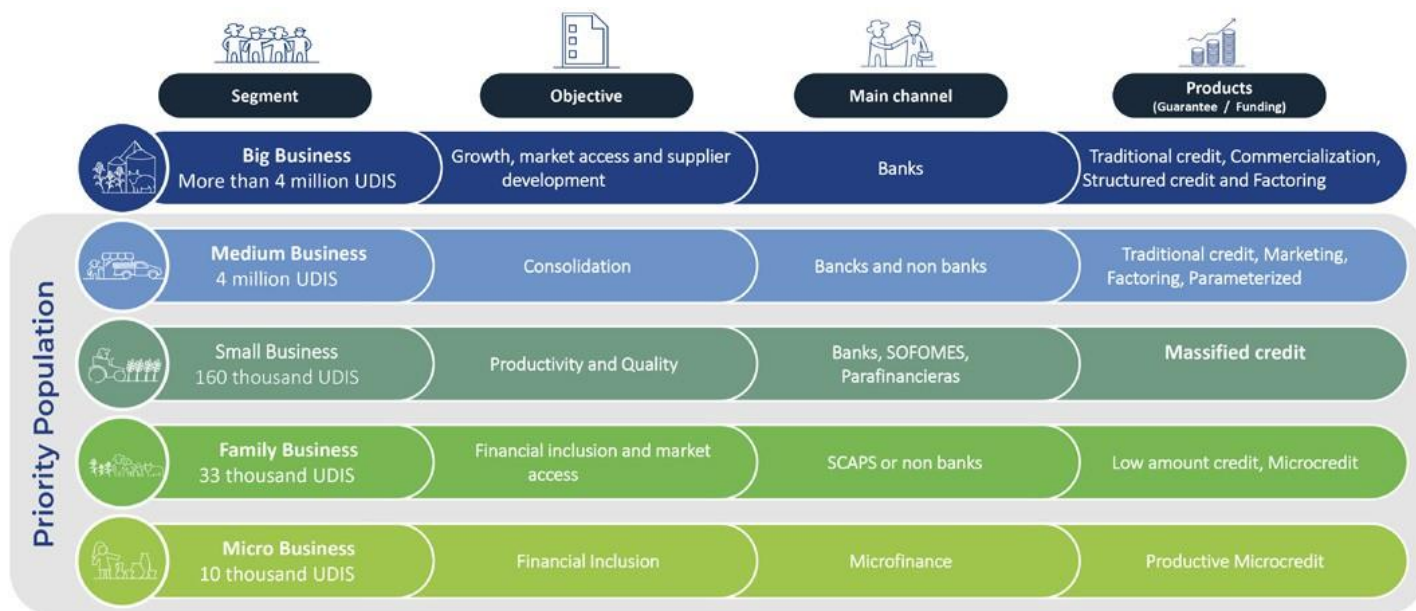 Segment
Objective
Main channel
Products
(Guarantee / Funding)
Big Business
More than 4 million UDIS
Growth, market access and supplier
development
Banks
Traditional credit, Commercialization,
Structured credit and Factoring
Priority Population
Medium Business
4 million UDIS
Consolidation
Bancks and non banks
Traditional credit, Marketing,
Factoring, Parameterized
Small Business
160 thousand UDIS
Productivity and Quality
Banks, SOFOMES,
Parafinancieras
Massified credit
Family Business
33 thousand UDIS
Financial inclusion and market
access
SCAPS or non banks
Low amount credit, Microcredit
Micro Business
10 thousand UDIS
Financial Inclusion
Microfinance
Productive Microcredit